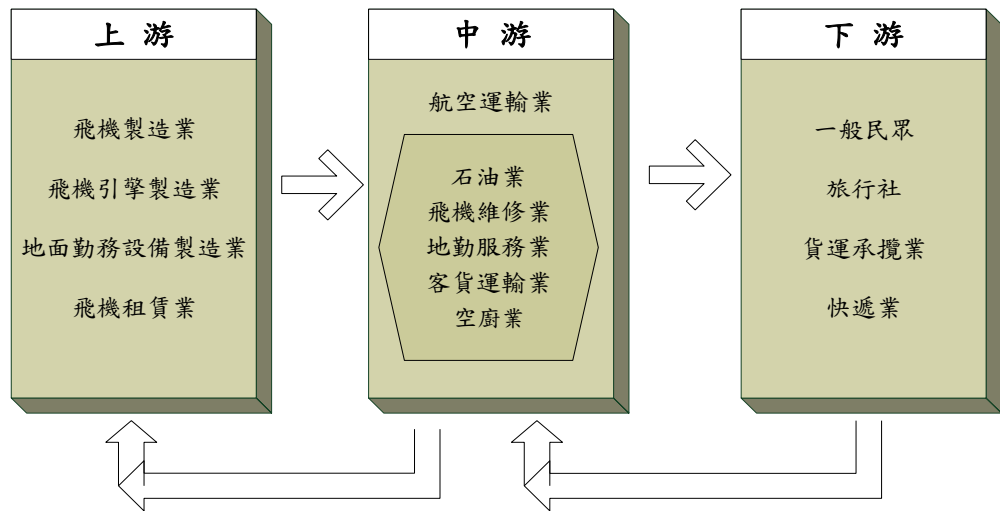 上游
飛機製造業
飛機引擎製造業
地面勤務設備製造業
飛機租賃業
中游
航空運輸業
石油業
飛機維修業
地勤服務業
客貨運輸業
空廚業
下游
一般民眾
旅行社
貨運承攬業
快遞業